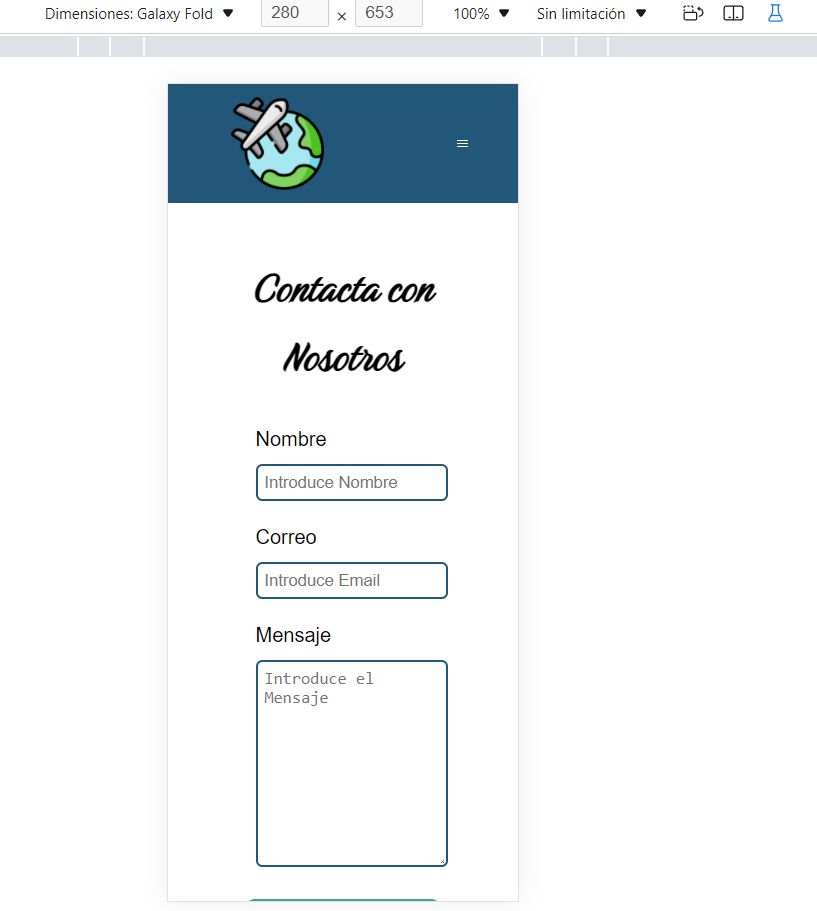 Dimensiones: Galaxy Fold ▼ 280 × 653 100% ▼ Sin limitación ▼
Contacta con
Nosotros
Nombre
Introduce Nombre
Correo
Introduce Email
Mensaje
Introduce el
Mensaje